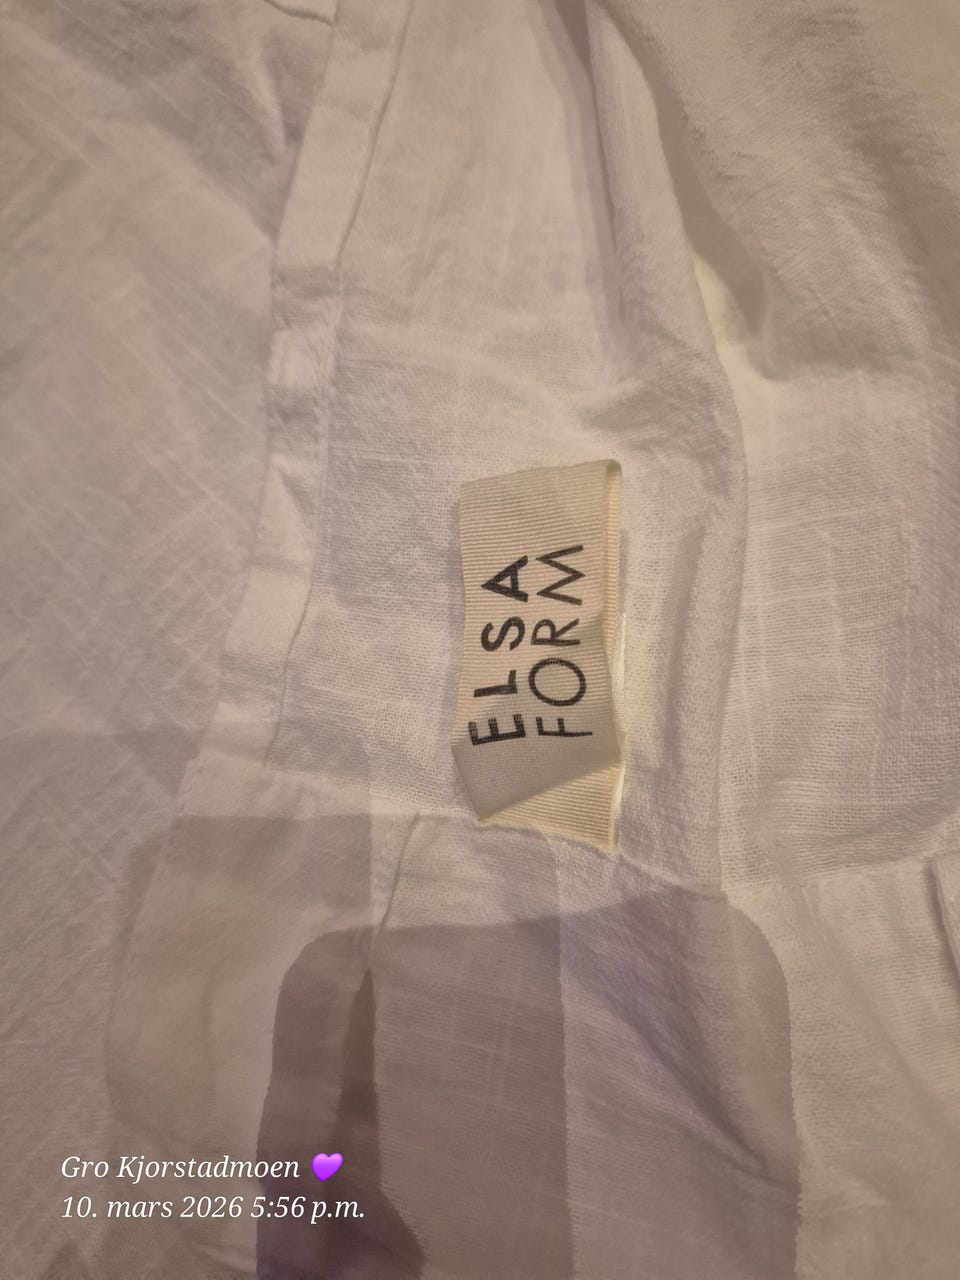 ELSA
FORM
Gro Kjorstadmoen 💜
10. mars 2026 5:56 p.m.